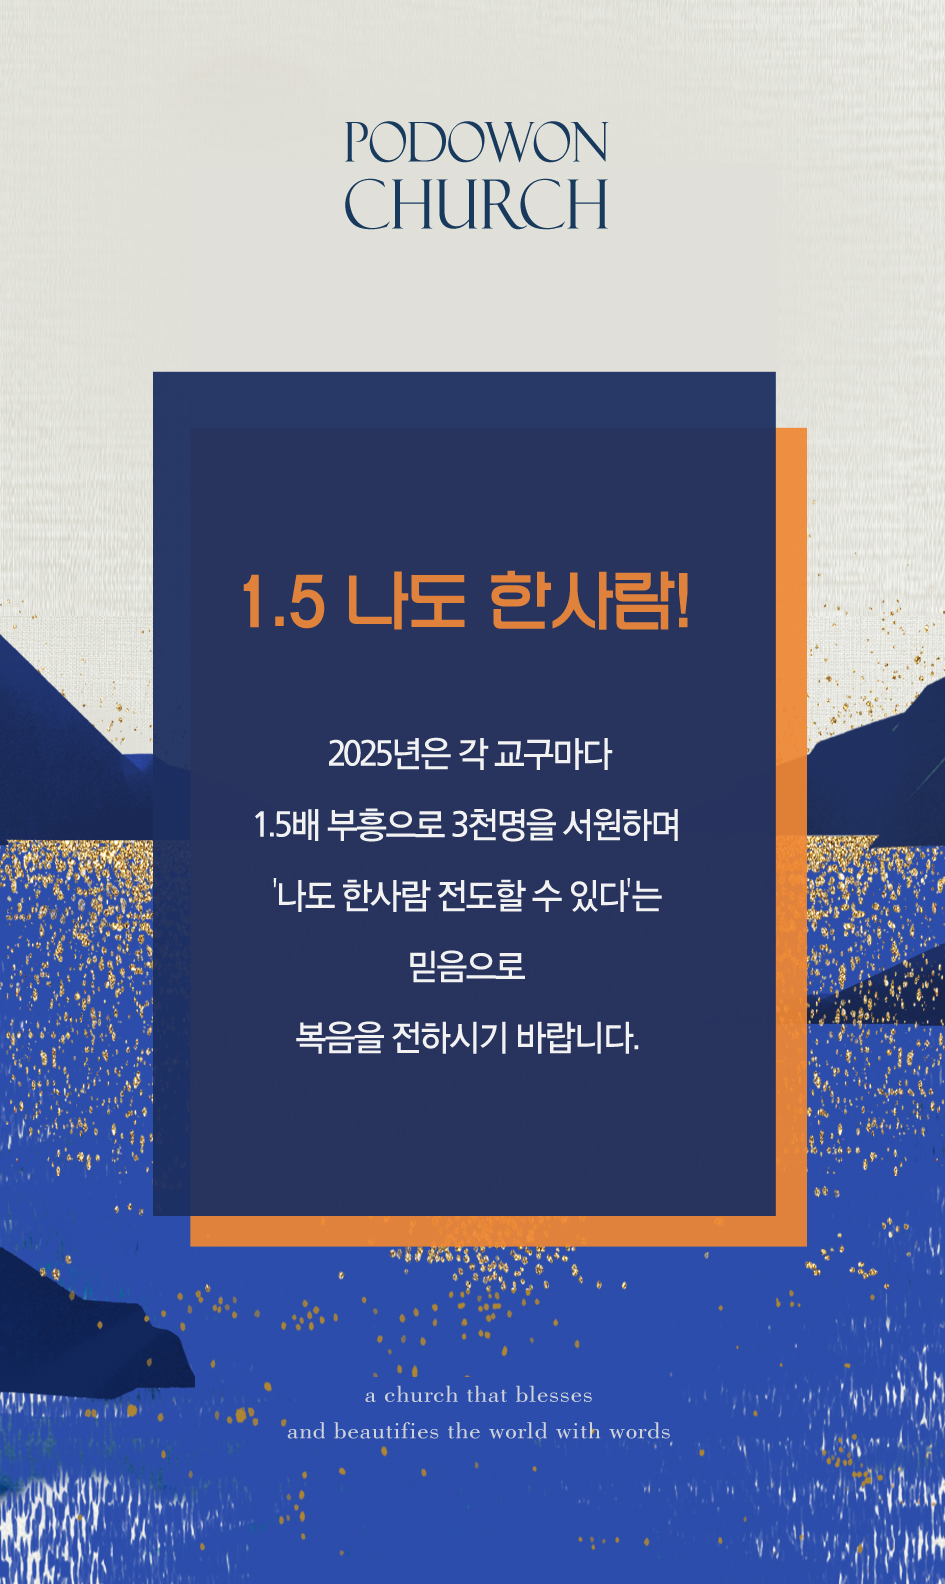 PODOWON
CHURCH
1.5 나도 한사람!
2025년은 각 교구마다
1.5배 부흥으로 3천명을 서원하며
'나도 한사람 전도할 수 있다'는
믿음으로
복음을 전하시기 바랍니다.
a church that blesses
and beautifies the world with words